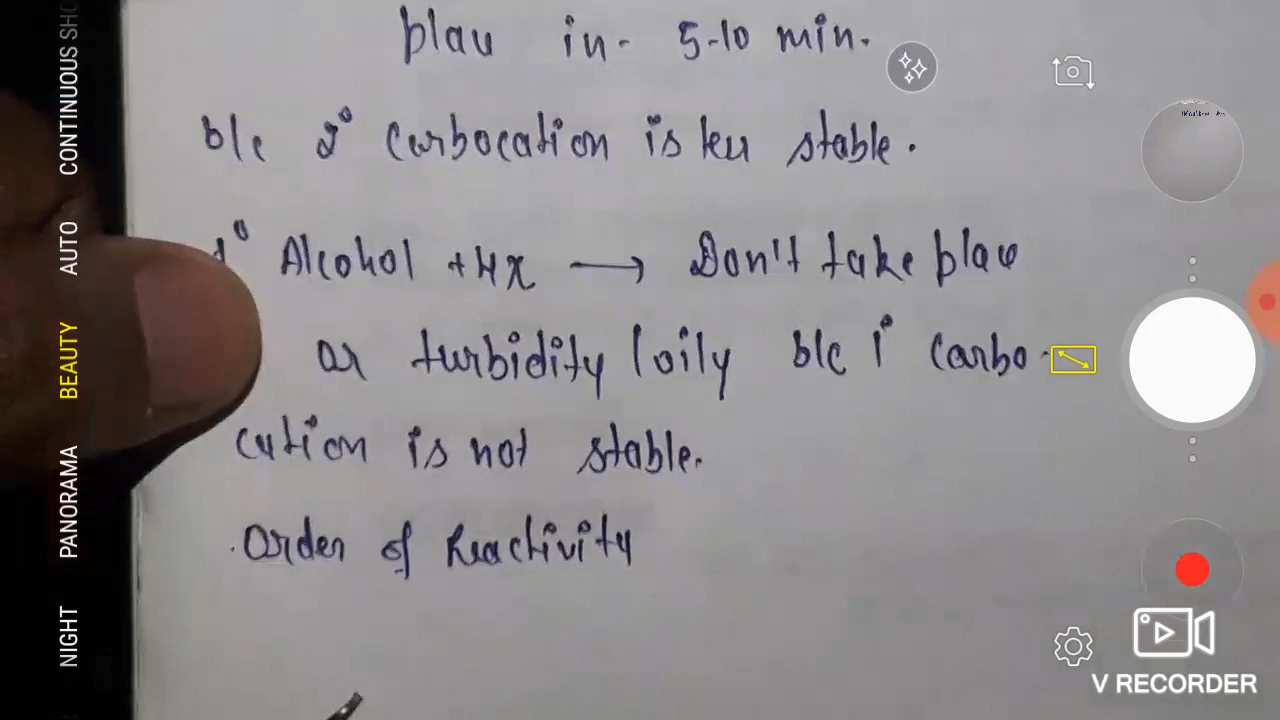 place in- 5-10 min.
b/c 2° carbocation is less stable.
1° Alcohol + HX → Don't take place
or turbidity (oily b/c 1° carbo-
cation is not stable.
Order of Reactivity
CONTINUOUS SHO
AUTO
BEAUTY
PANORAMA
NIGHT
V RECORDER